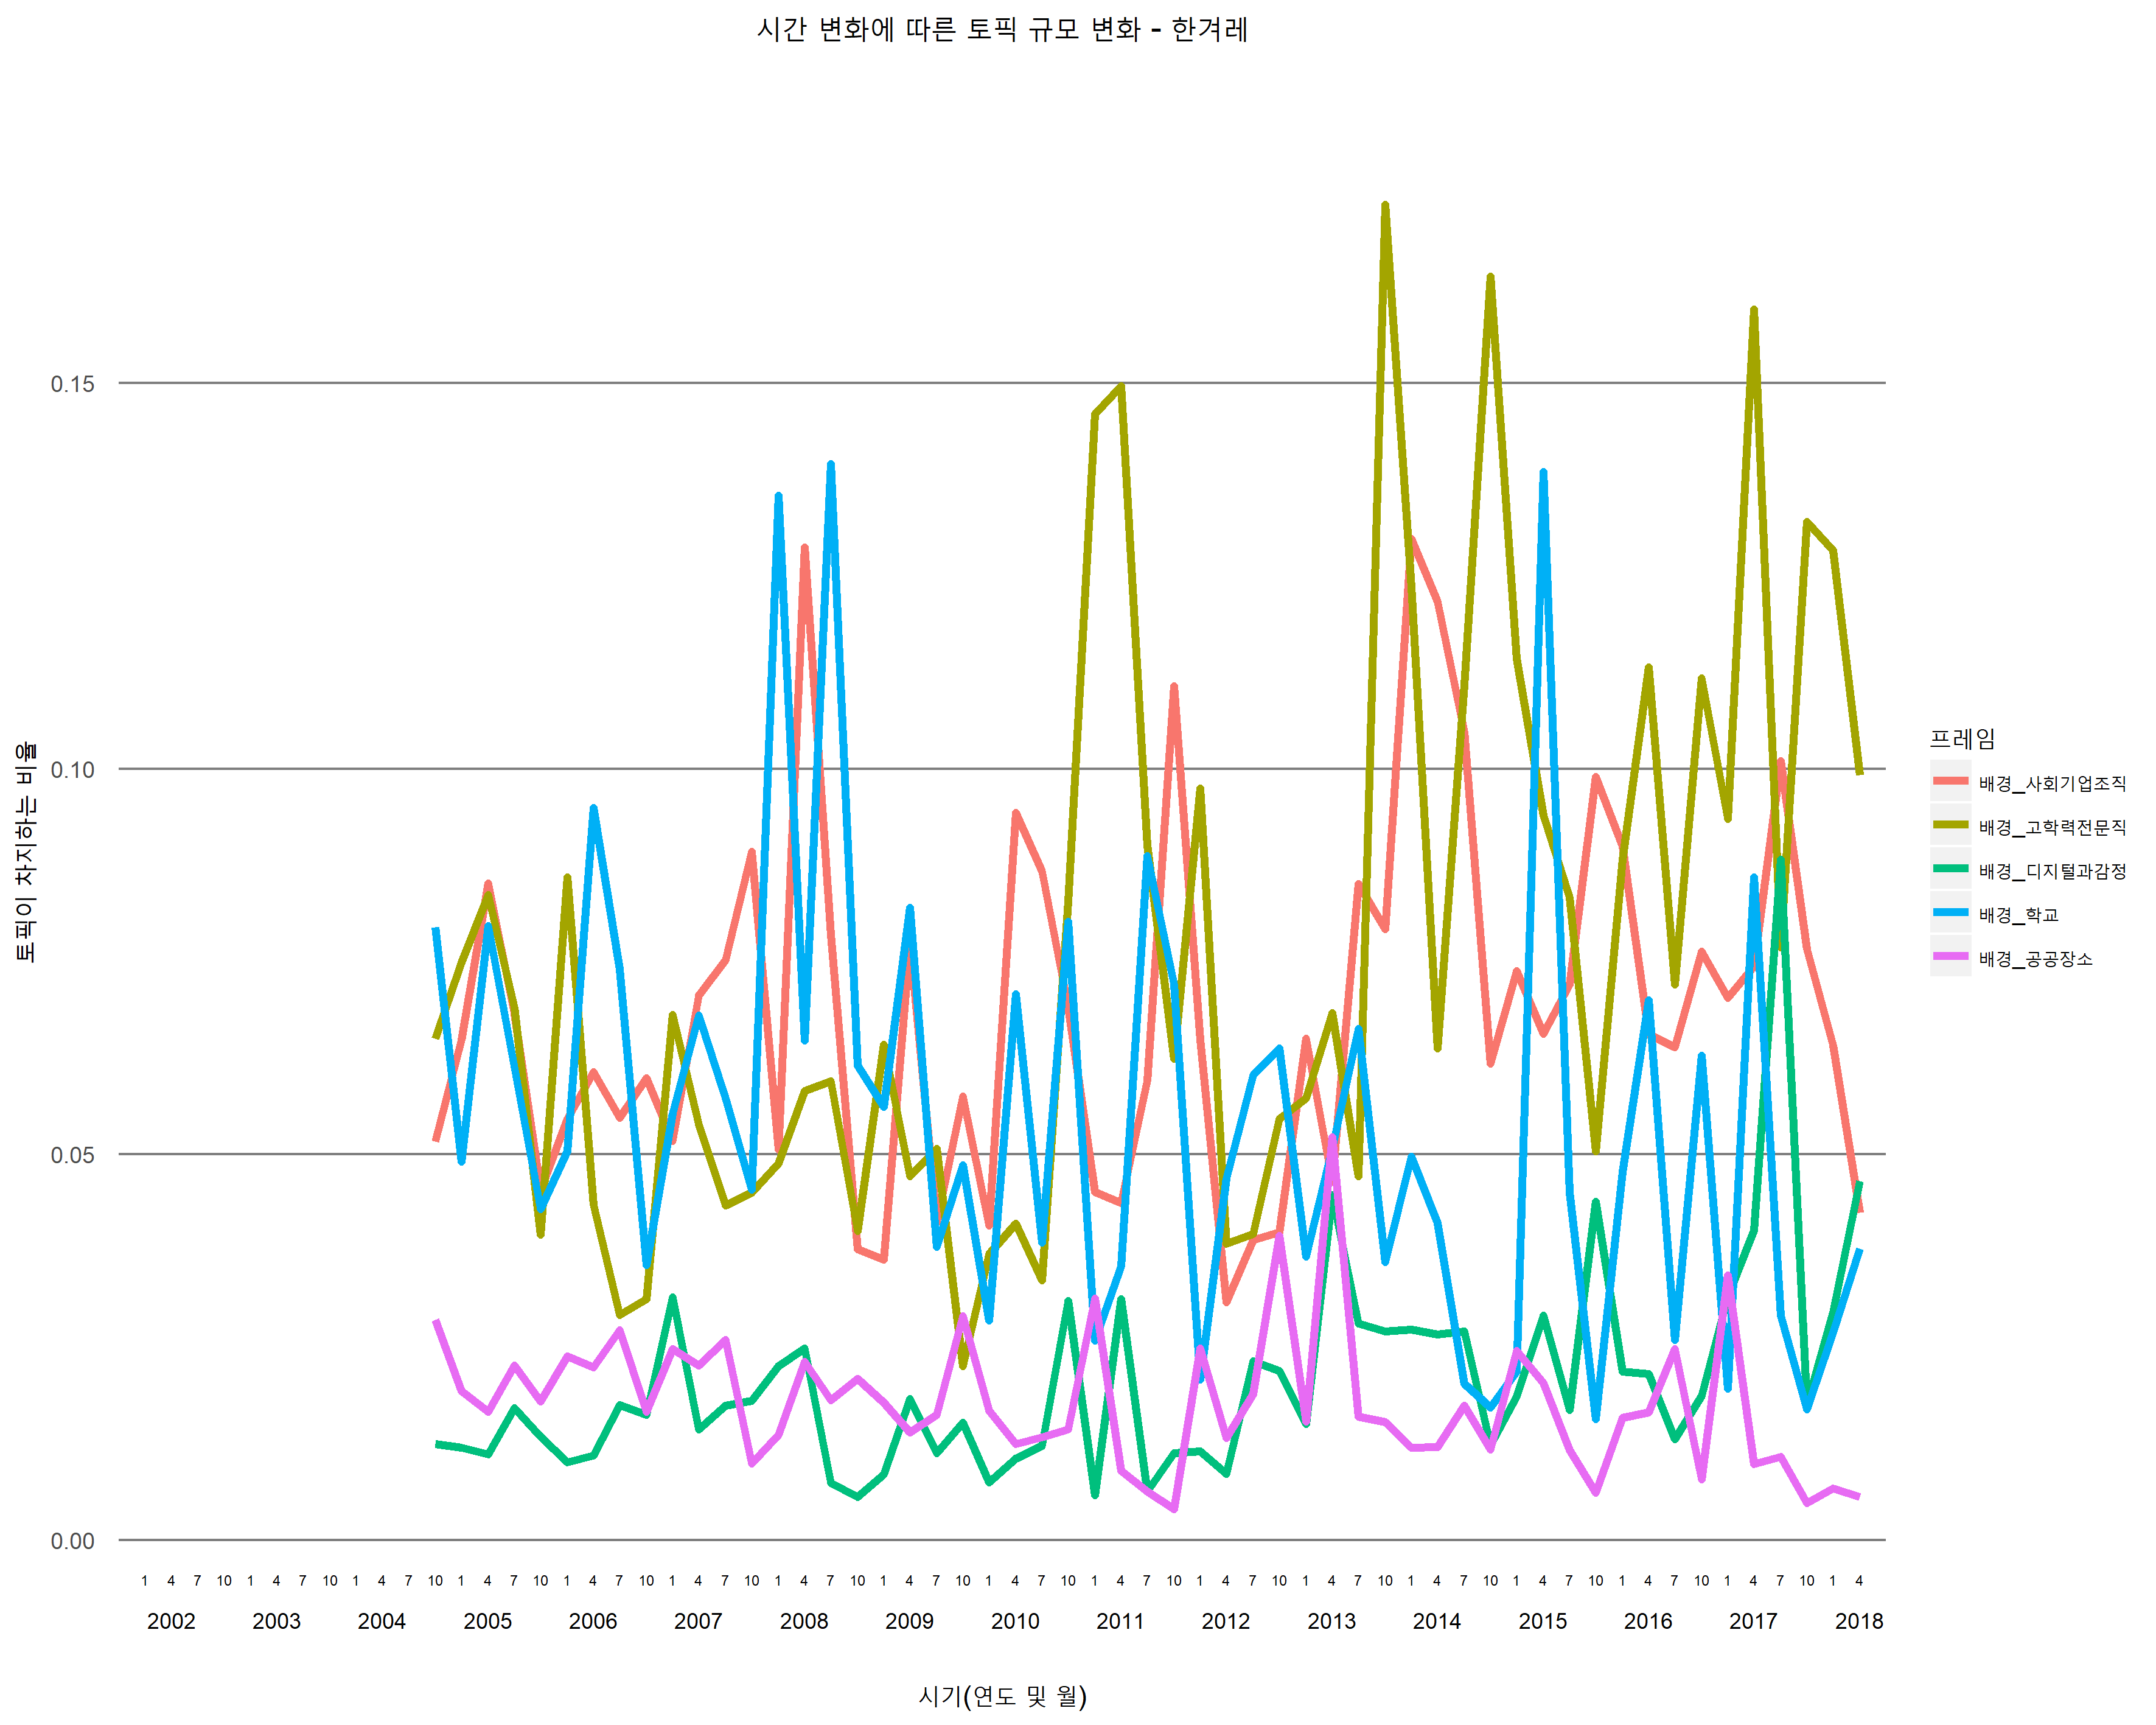 시간 변화에 따른 토픽 규모 변화 - 한겨레
토픽이 차지하는 비율
0.15
0.10
0.05
0.00
1 4 7 10 1 4 7 10 1 4 7 10 1 4 7 10 1 4 7 10 1 4 7 10 1 4 7 10 1 4 7 10 1 4 7 10 1 4 7 10 1 4 7 10 1 4 7 10 1 4 7 10 1 4 7 10 1 4 7 10 1 4 7 10 1 4
2002 2003 2004 2005 2006 2007 2008 2009 2010 2011 2012 2013 2014 2015 2016 2017 2018
시기(연도 및 월)
프레임
배경_사회기업조직
배경_고학력전문직
배경_디지털과감정
배경_학교
배경_공공장소